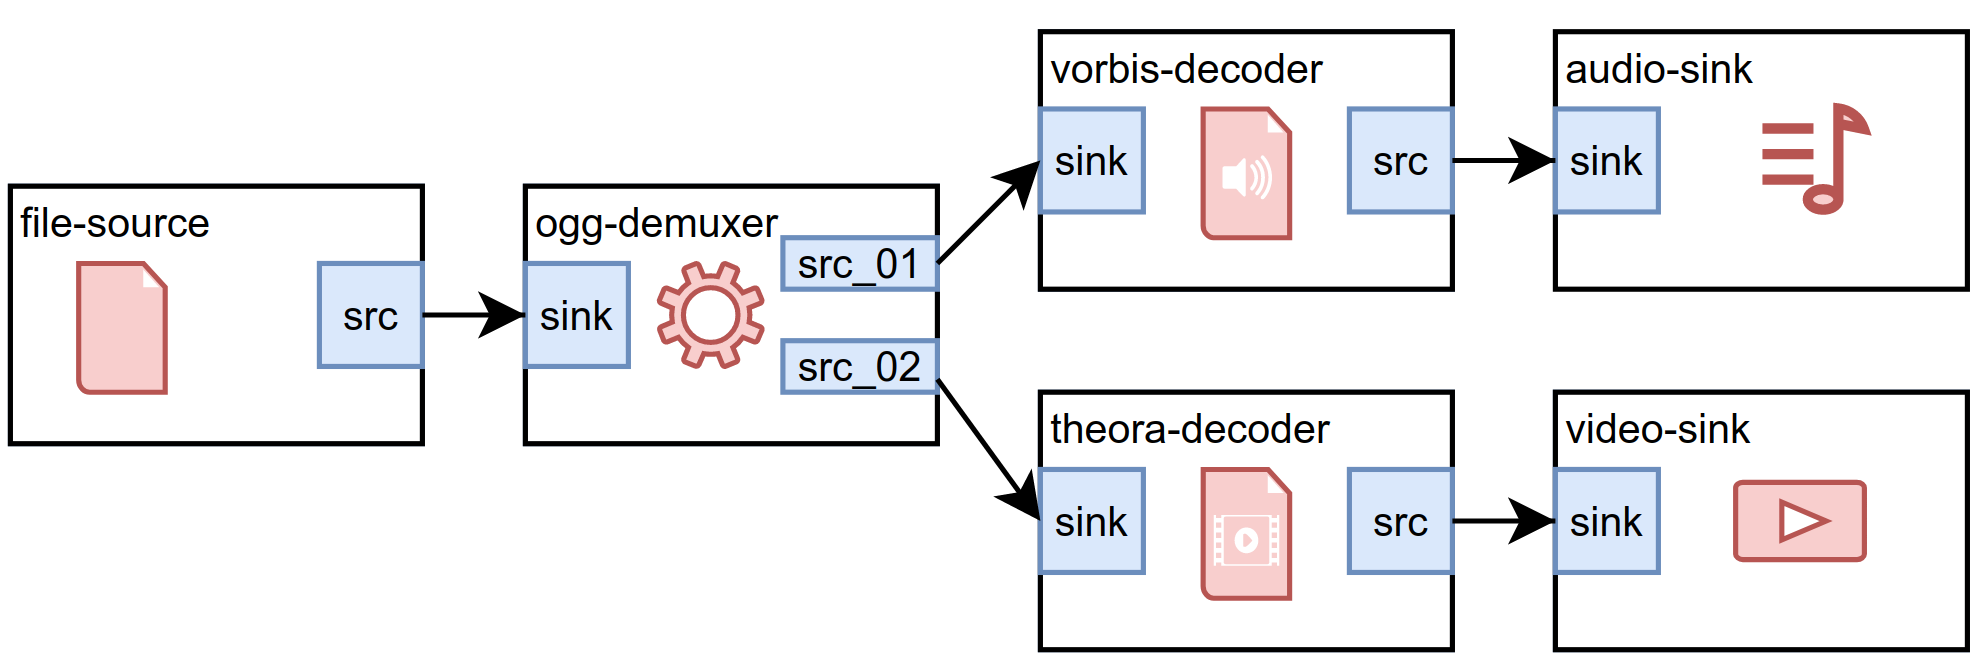 file-source
src
ogg-demuxer
sink
src_01
src_02
vorbis-decoder
sink
src
audio-sink
sink
theora-decoder
sink
src
video-sink
sink